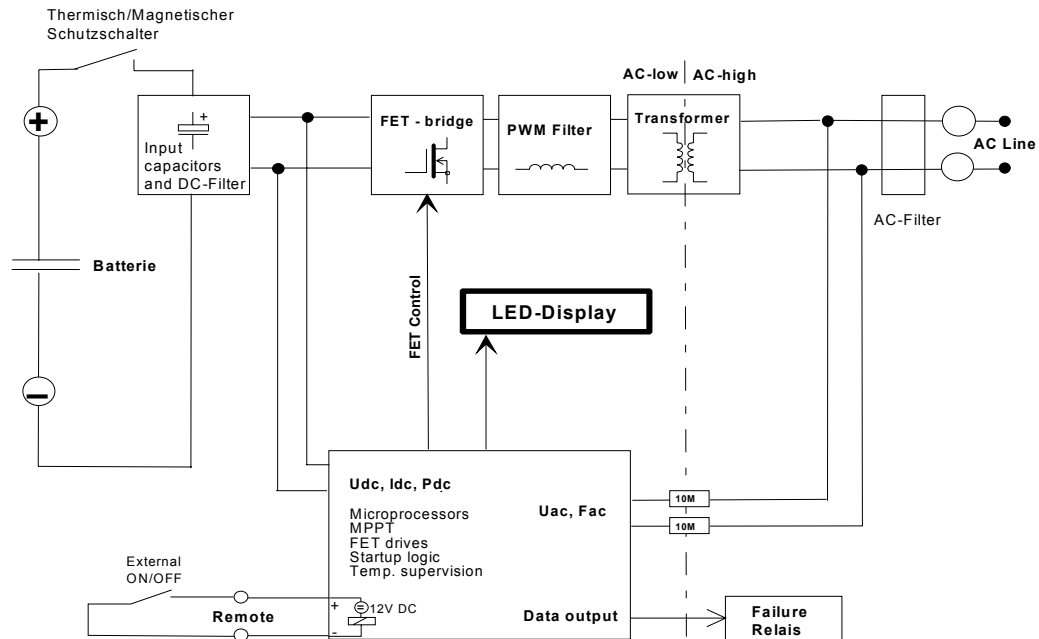 Thermisch/Magnetischer
Schutzschalter
AC-low
AC-high
+
Input
capacitors
and DC-Filter
+
FET - bridge
PWM Filter
Transformer
AC Line
AC-Filter
Batterie
FET Control
LED-Display
−
Udc, Idc, Pdc
Microprocessors
MPPT
FET drives
Startup logic
Temp. supervision
Uac, Fac
10M
10M
External
ON/OFF
Remote
+
12V DC
-
Data output
Failure
Relais